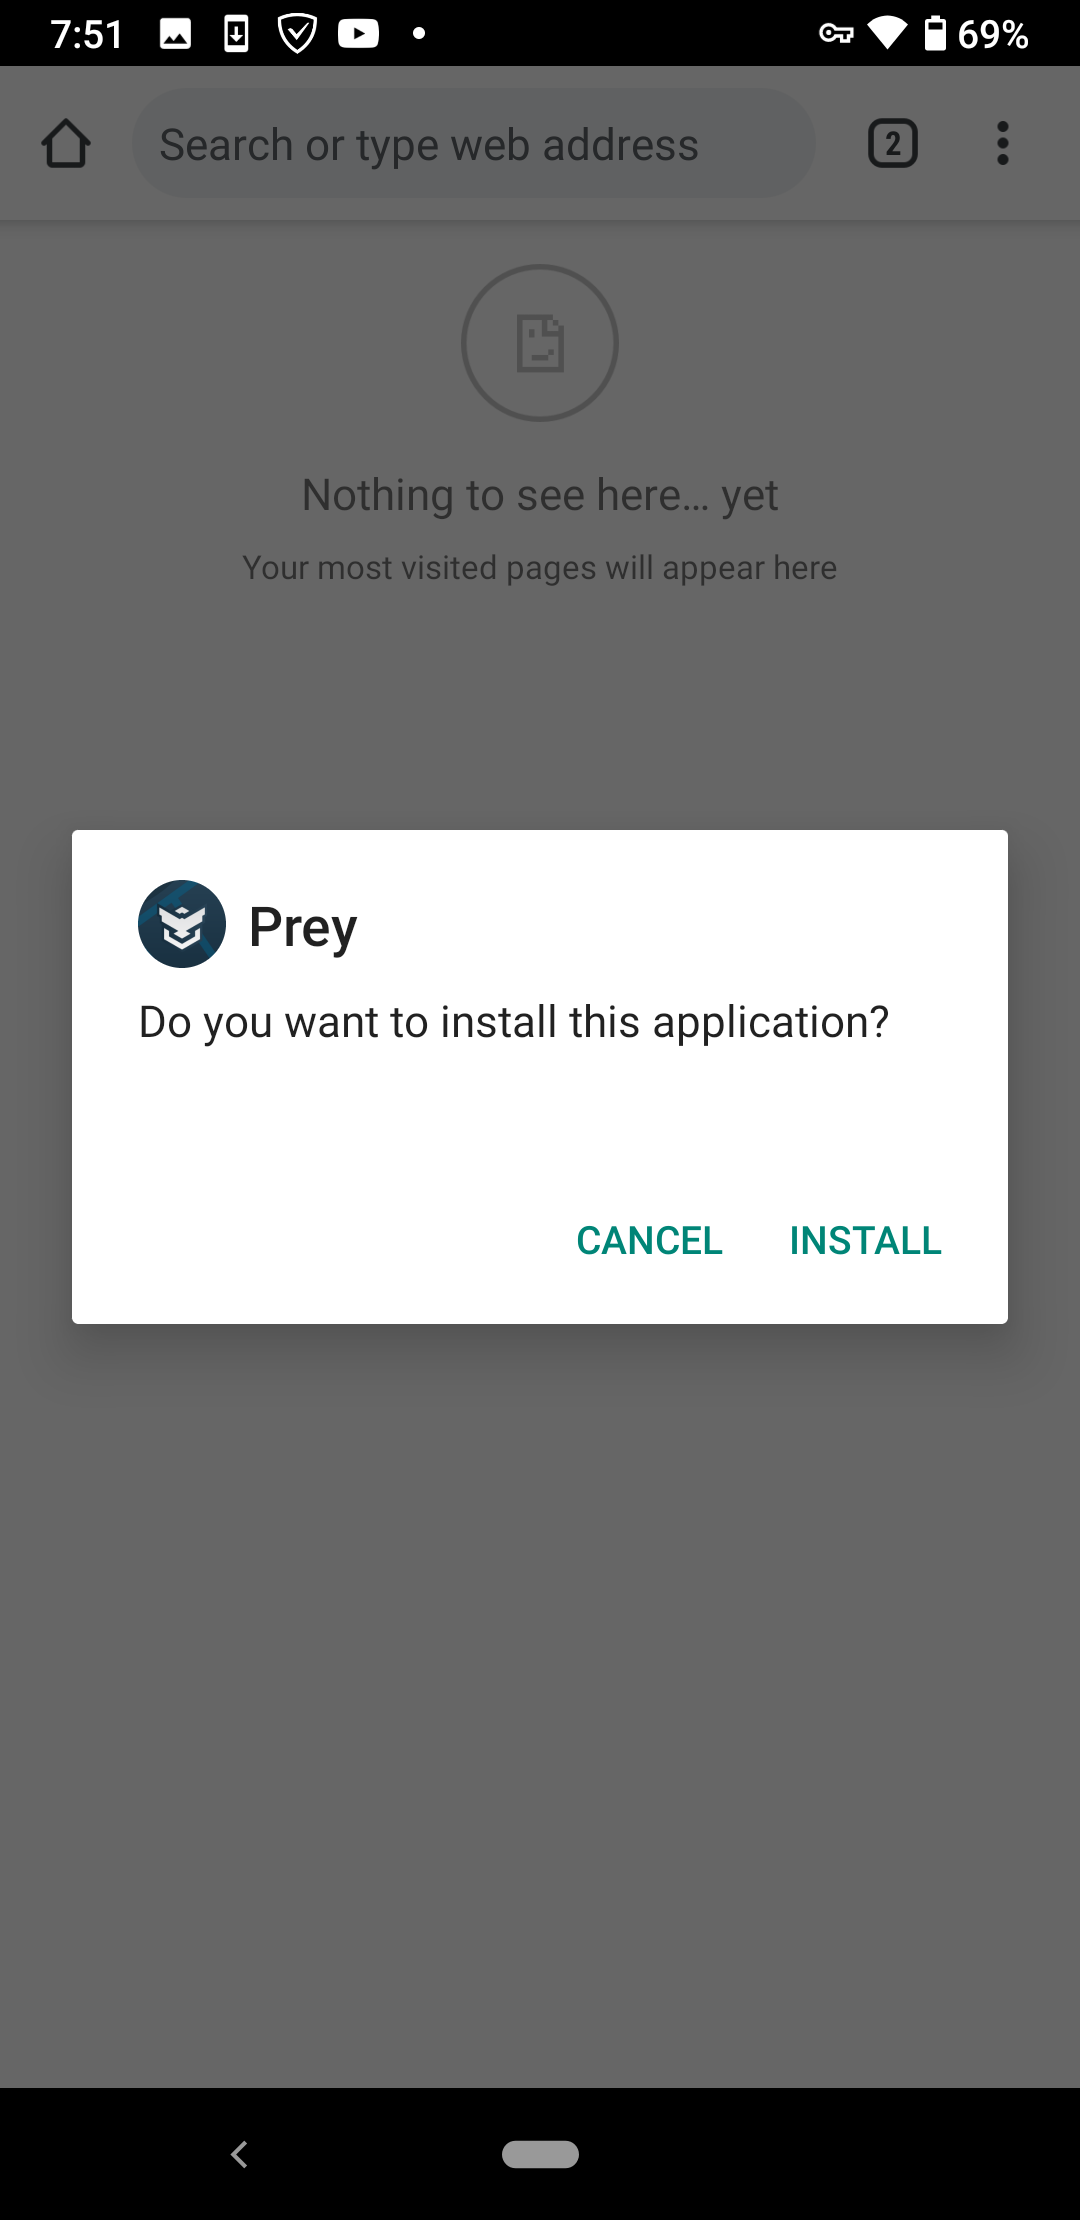 7:51
69%
Search or type web address
2
Nothing to see here… yet
Your most visited pages will appear here
Prey
Do you want to install this application?
CANCEL INSTALL